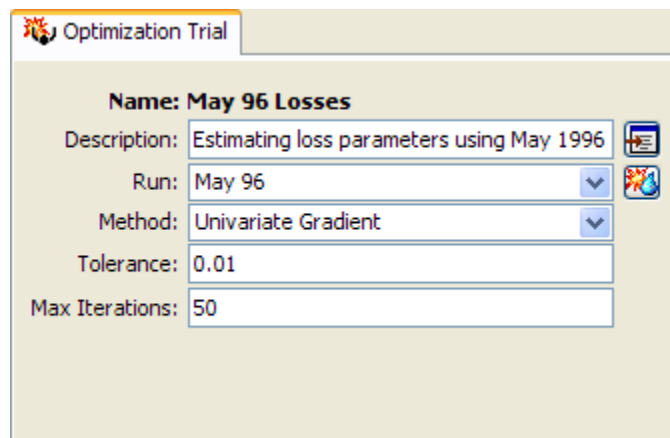 Optimization Trial
Name: May 96 Losses
Description: Estimating loss parameters using May 1996
Run: May 96
Method: Univariate Gradient
Tolerance: 0.01
Max Iterations: 50